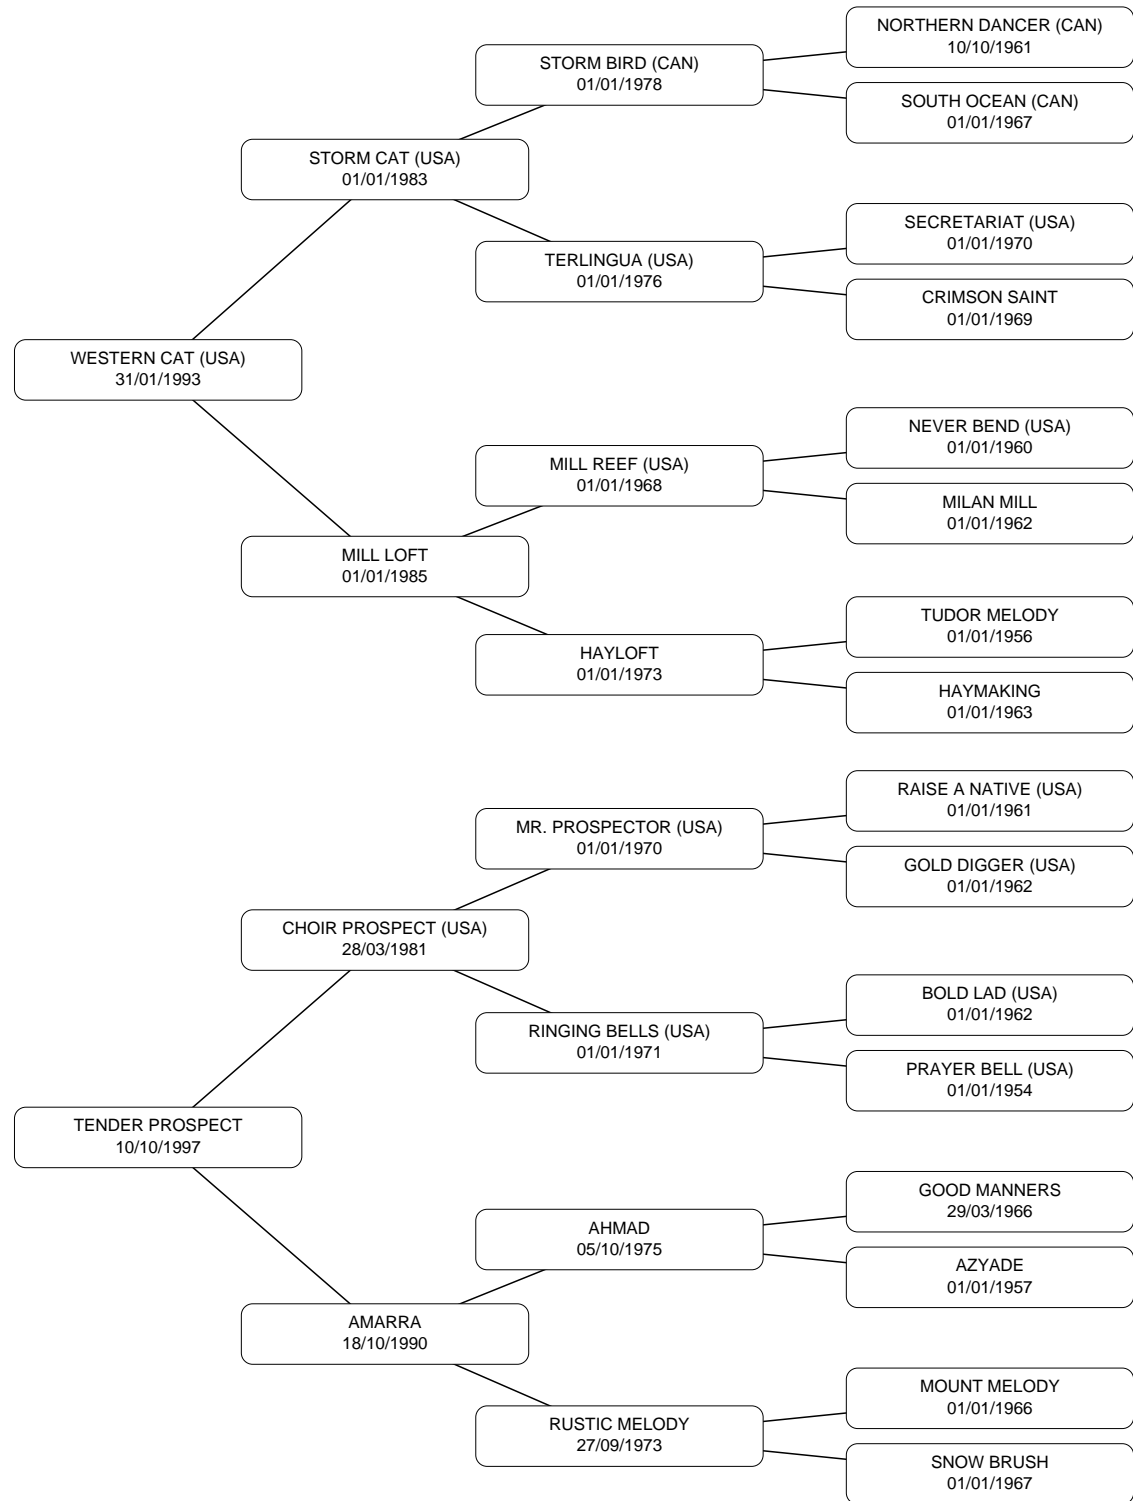 NORTHERN DANCER (CAN)
10/10/1961
STORM BIRD (CAN)
01/01/1978
SOUTH OCEAN (CAN)
01/01/1967
STORM CAT (USA)
01/01/1983
SECRETARIAT (USA)
01/01/1970
TERLINGUA (USA)
01/01/1976
CRIMSON SAINT
01/01/1969
WESTERN CAT (USA)
31/01/1993
NEVER BEND (USA)
01/01/1960
MILL REEF (USA)
01/01/1968
MILAN MILL
01/01/1962
MILL LOFT
01/01/1985
TUDOR MELODY
01/01/1956
HAYLOFT
01/01/1973
HAYMAKING
01/01/1963
RAISE A NATIVE (USA)
01/01/1961
MR. PROSPECTOR (USA)
01/01/1970
GOLD DIGGER (USA)
01/01/1962
CHOIR PROSPECT (USA)
28/03/1981
BOLD LAD (USA)
01/01/1962
RINGING BELLS (USA)
01/01/1971
PRAYER BELL (USA)
01/01/1954
TENDER PROSPECT
10/10/1997
GOOD MANNERS
29/03/1966
AHMAD
05/10/1975
AZYADE
01/01/1957
AMARRA
18/10/1990
MOUNT MELODY
01/01/1966
RUSTIC MELODY
27/09/1973
SNOW BRUSH
01/01/1967